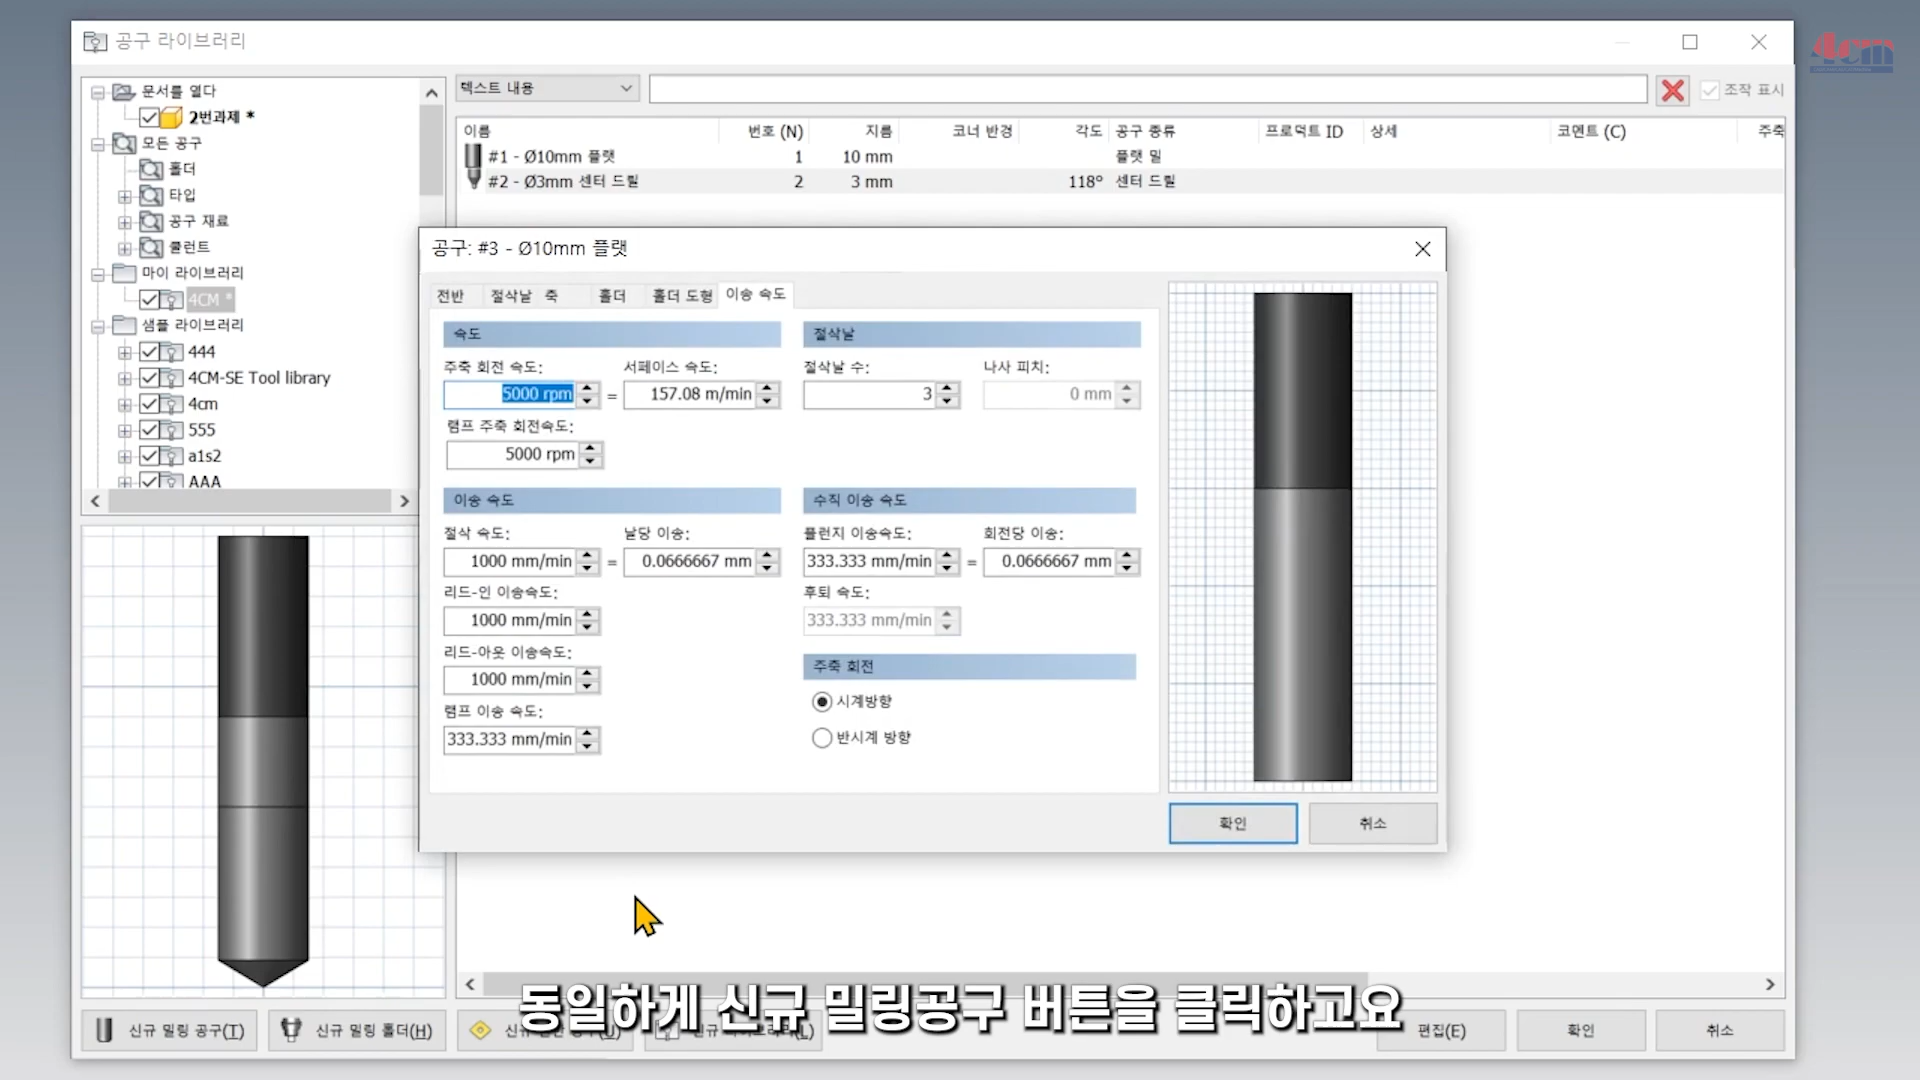 공구 라이브러리
4cm
문서를 열다
2번과제 *
모든 공구
홀더
타입
공구 재료
쿨런트
마이 라이브러리
4CM *
샘플 라이브러리
444
4CM-SE Tool library
4cm
555
a1s2
AAA
텍스트 내용
조작 표시
이름 번호 (N) 지름 코너 반경 각도 공구 종류 프로덕트 ID 상세 코멘트 (C) 주축
#1 - Ø10mm 플랫 1 10 mm 플랫 밀
#2 - Ø3mm 센터 드릴 2 3 mm 118° 센터 드릴
공구: #3 - Ø10mm 플랫
전반 절삭날 축 홀더 홀더 도형 이송 속도
속도
주축 회전 속도: 서페이스 속도:
5000 rpm = 157.08 m/min
램프 주축 회전속도:
5000 rpm
절삭날
절삭날 수: 나사 피치:
3 0 mm
이송 속도
절삭 속도: 날당 이송:
1000 mm/min = 0.0666667 mm
리드-인 이송속도:
1000 mm/min
리드-아웃 이송속도:
1000 mm/min
램프 이송 속도:
333.333 mm/min
수직 이송 속도
플런지 이송속도: 회전당 이송:
333.333 mm/min = 0.0666667 mm
후퇴 속도:
333.333 mm/min
주축 회전
시계방향
반시계 방향
확인 취소
동일하게 신규 밀링공구 버튼을 클릭하고요
신규 밀링 공구(T) 신규 밀링 홀더(H) 편집(E) 확인 취소